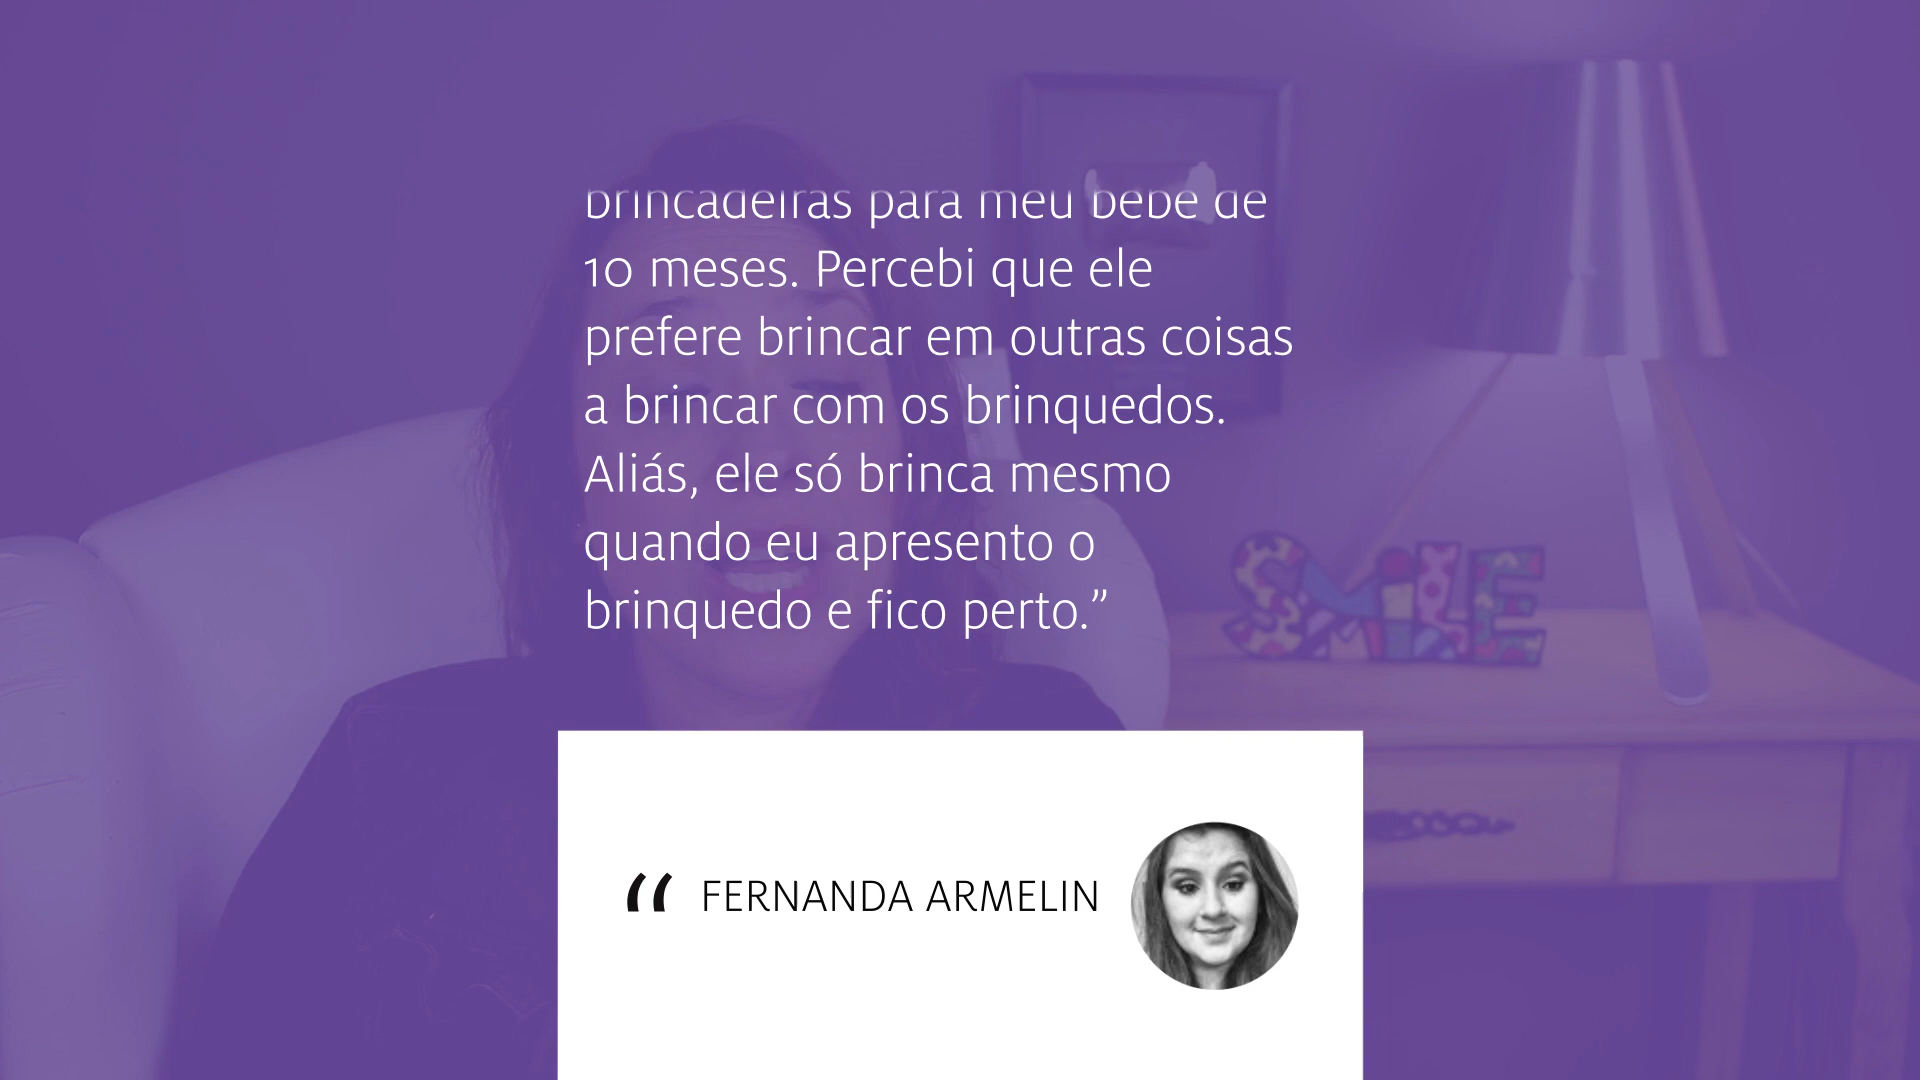 brincadeiras para meu bebê de
10 meses. Percebi que ele
prefere brincar em outras coisas
a brincar com os brinquedos.
Aliás, ele só brinca mesmo
quando eu apresento o
brinquedo e fico perto.”
“ FERNANDA ARMELIN
SMILE